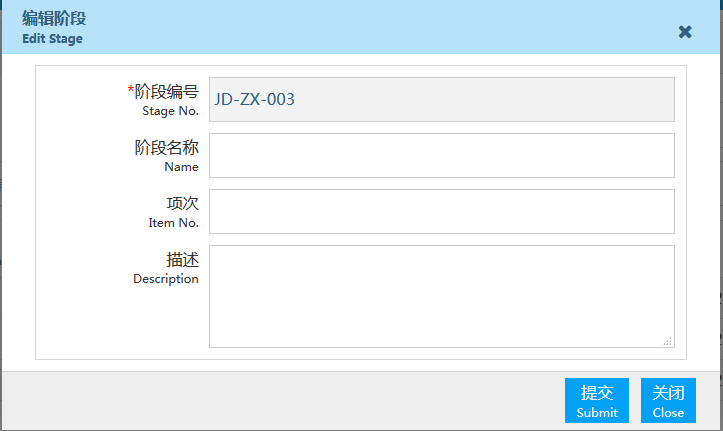 编辑阶段
Edit Stage
*阶段编号
Stage No.
JD-ZX-003
阶段名称
Name
项次
Item No.
描述
Description
提交
Submit
关闭
Close